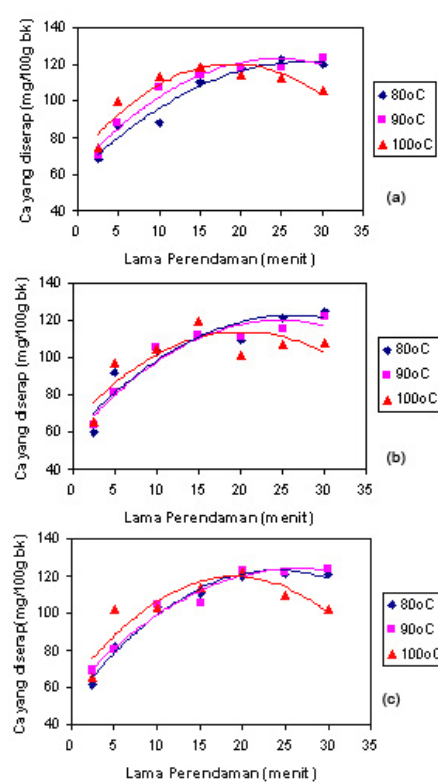 Ca yang diserap (mg/100g bk)
140
120
100
80
60
40
0 5 10 15 20 25 30 35
Lama Perendaman (menit)
80oC
90oC
100oC
(a)
Ca yang diserap (mg/100g bk)
140
120
100
80
60
40
0 5 10 15 20 25 30 35
Lama Perendaman (menit)
80oC
90oC
100oC
(b)
Ca yang diserap(mg/100g bk)
140
120
100
80
60
40
0 5 10 15 20 25 30 35
Lama Perendaman (menit)
80oC
90oC
100oC
(c)